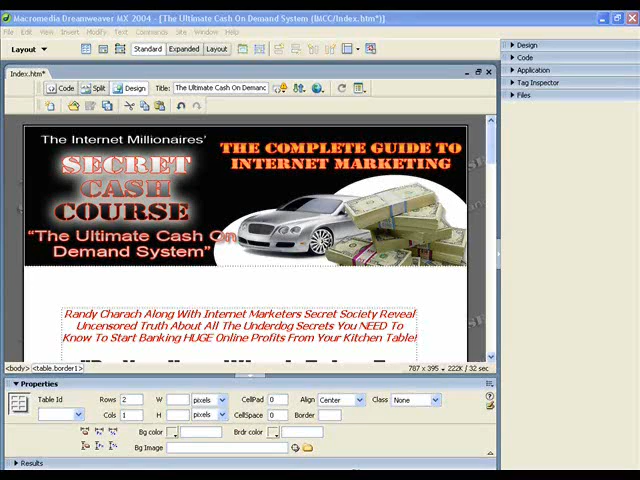 Macromedia Dreamweaver MX 2004 - [The Ultimate Cash On Demand System (IMCC/Index.htm*)]
File Edit View Insert Modify Text Commands Site Window Help
Layout
Standard Expanded Layout
Index.htm*
Code Split Design Title: The Ultimate Cash On Demand
The Internet Millionaires'
SECRET
CASH
COURSE
"The Ultimate Cash On
Demand System"
THE COMPLETE GUIDE TO
INTERNET MARKETING
Randy Charach Along With Internet Marketers Secret Society Reveal
Uncensored Truth About All The Underdog Secrets You NEED To
Know To Start Banking HUGE Online Profits From Your Kitchen Table!
<body> <table.border1>
787 x 395 222K / 32 sec
Properties
Table Id Rows 2 W pixels CellPad 0 Align Center Class None
Cols 1 H pixels CellSpace 0 Border
Bg color Brdr color
Bg Image
Results
Design
Code
Application
Tag Inspector
Files